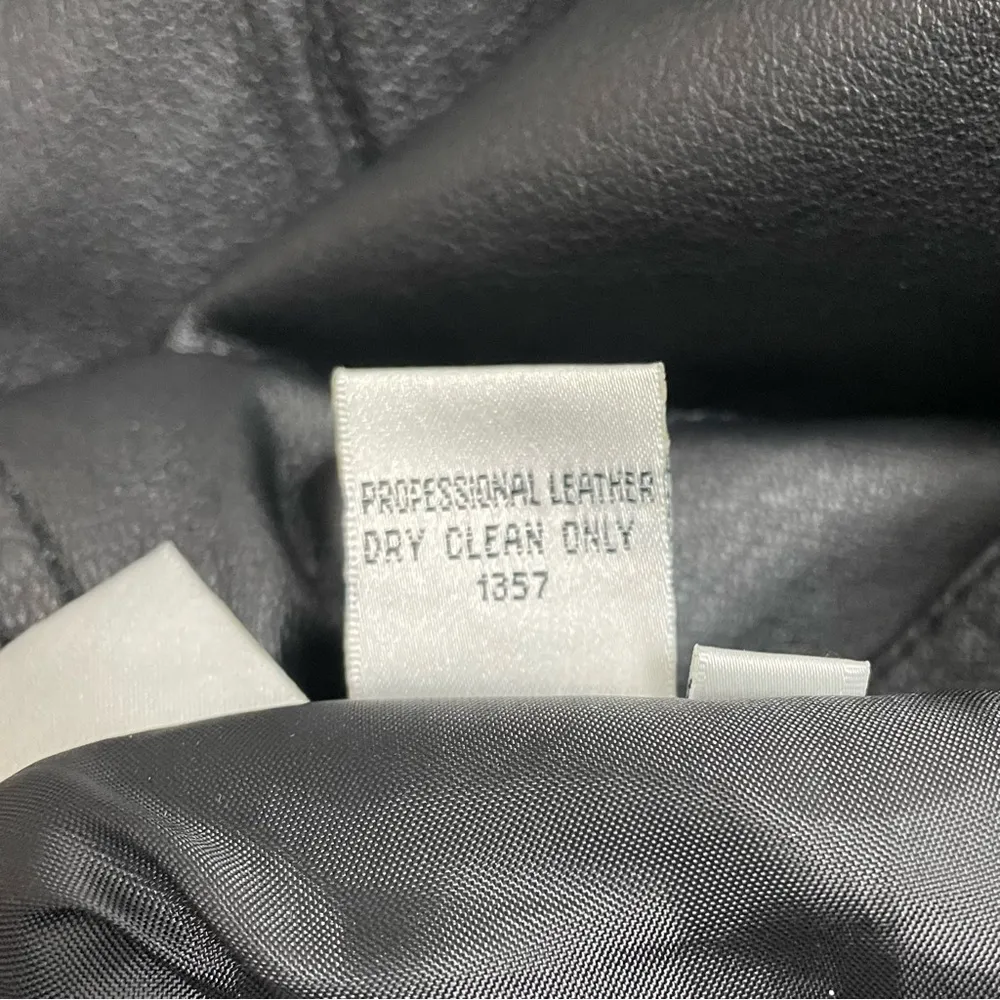 PROFESSIONAL LEATHER
DRY CLEAN ONLY
1357